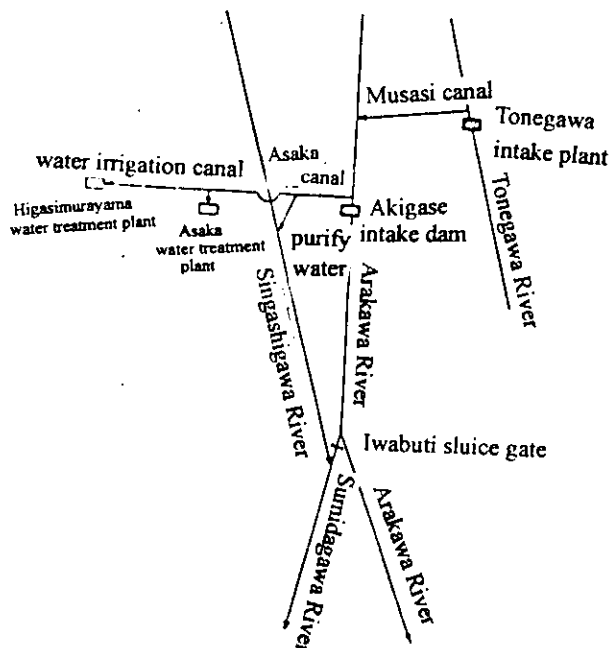 Musasi canal
Tonegawa
intake plant
Asaka
canal
water irrigation canal
Higasimurayama
water treatment plant
Asaka
water treatment
plant
purify
water
Akigase
intake dam
Tonegawa River
Singashigawa River
Arakawa River
Iwabuti sluice gate
Sumidagawa River
Arakawa River